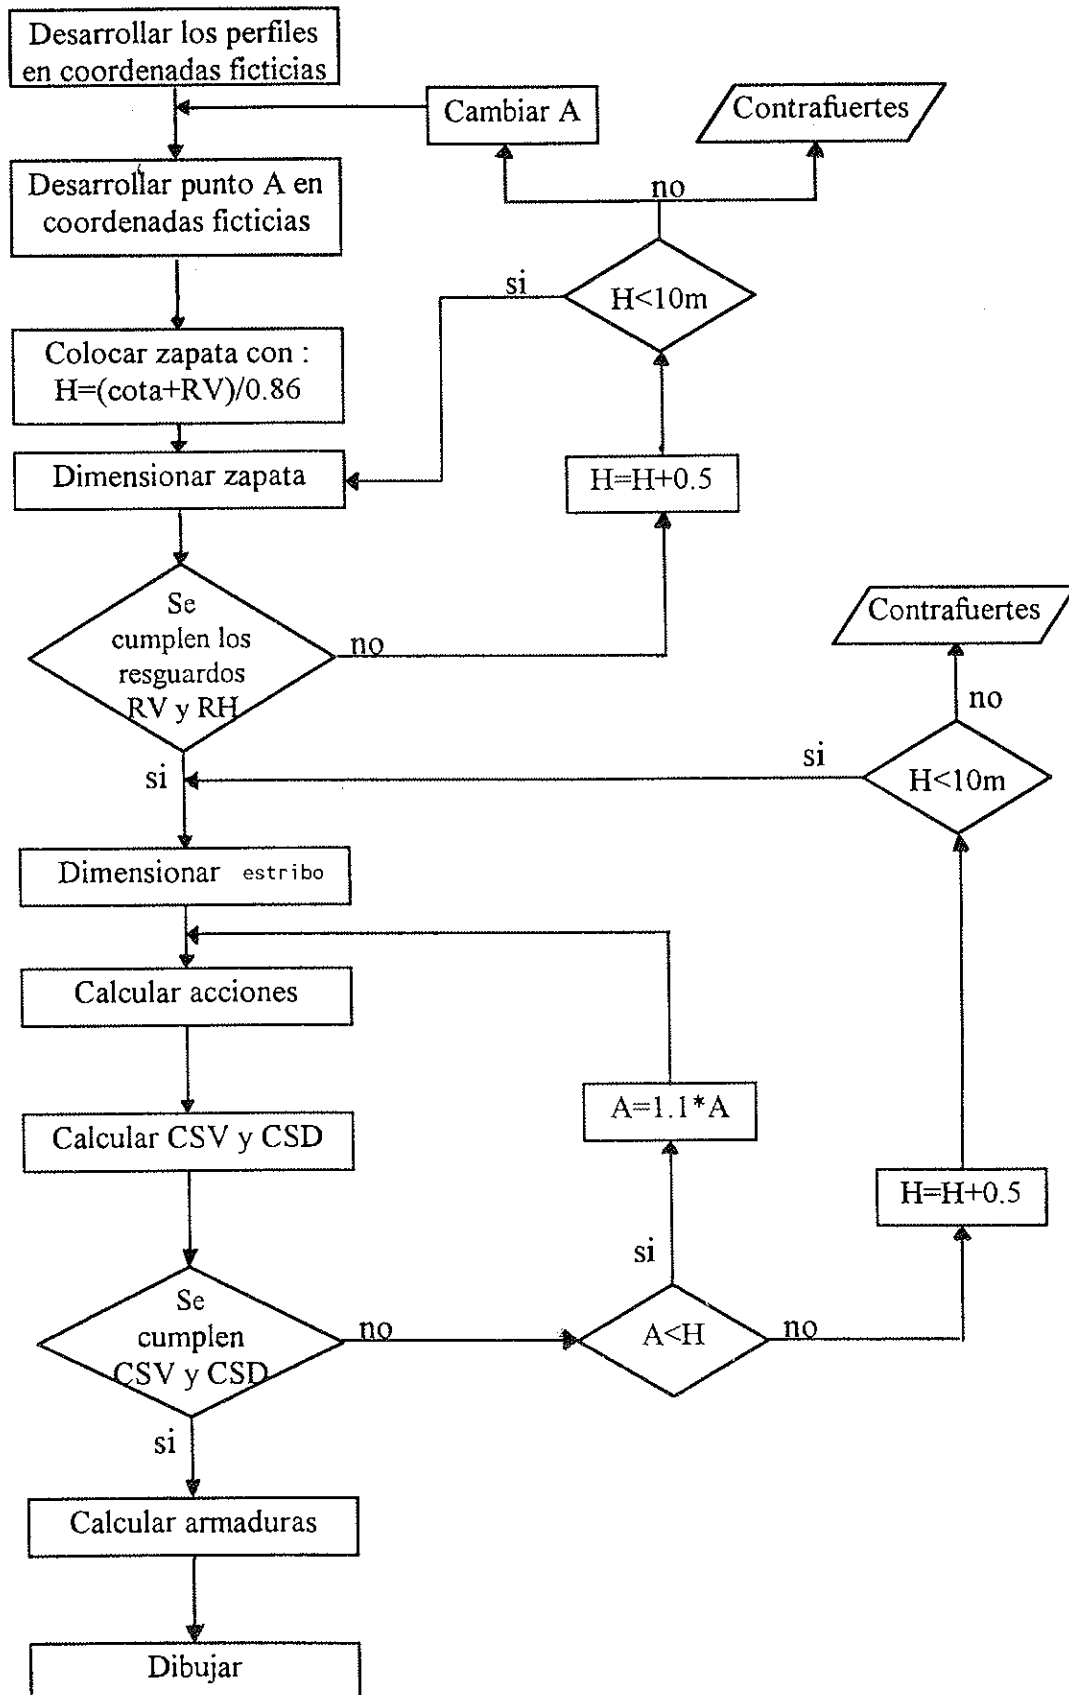 Desarrollar los perfiles
en coordenadas ficticias
Cambiar A
Contrafuertes
Desarrollar punto A en
coordenadas ficticias
no
si
H<10m
Colocar zapata con :
H=(cota+RV)/0.86
Dimensionar zapata
H=H+0.5
Se
cumplen los
resguardos
RV y RH
no
Contrafuertes
no
si
si
H<10m
Dimensionar estribo
Calcular acciones
A=1.1*A
Calcular CSV y CSD
H=H+0.5
si
Se
cumplen
CSV y CSD
no
A<H
no
si
Calcular armaduras
Dibujar